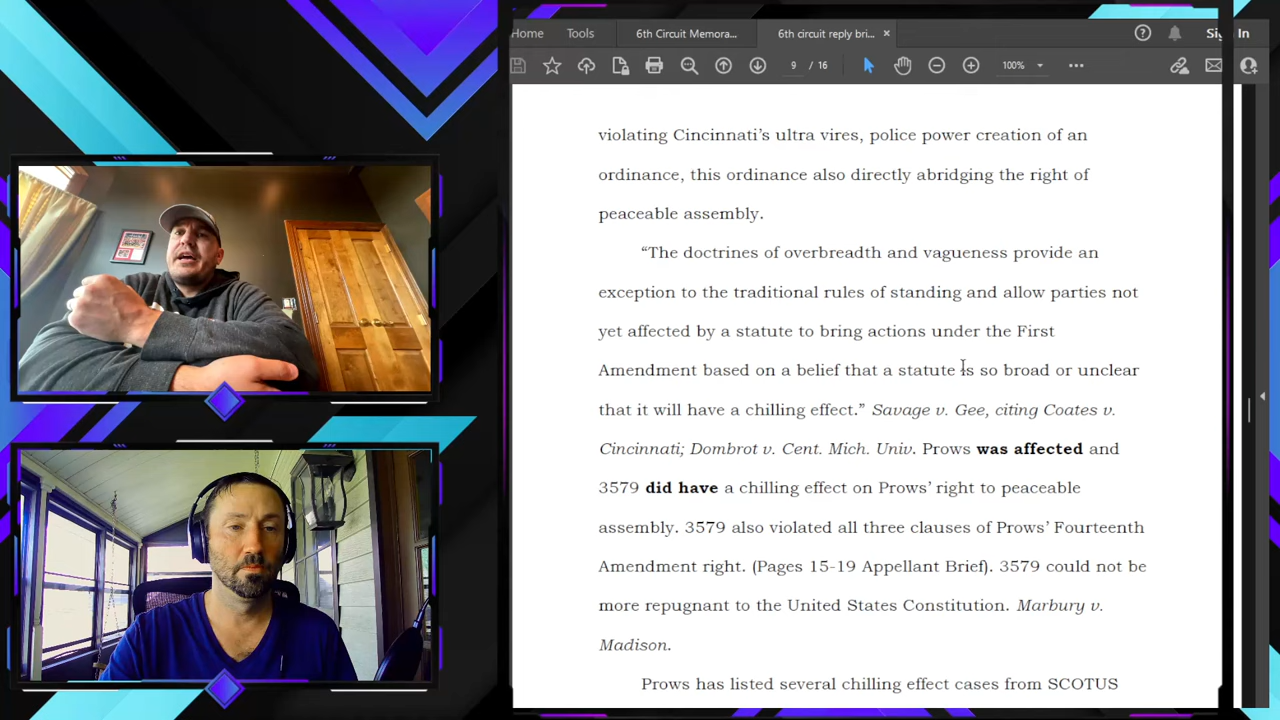 Home Tools 6th Circuit Memora... 6th circuit reply bri... × Sign In
9 / 16 100%
violating Cincinnati’s ultra vires, police power creation of an
ordinance, this ordinance also directly abridging the right of
peaceable assembly.
“The doctrines of overbreadth and vagueness provide an
exception to the traditional rules of standing and allow parties not
yet affected by a statute to bring actions under the First
Amendment based on a belief that a statute is so broad or unclear
that it will have a chilling effect.” Savage v. Gee, citing Coates v.
Cincinnati; Dombrot v. Cent. Mich. Univ. Prows was affected and
3579 did have a chilling effect on Prows’ right to peaceable
assembly. 3579 also violated all three clauses of Prows’ Fourteenth
Amendment right. (Pages 15-19 Appellant Brief). 3579 could not be
more repugnant to the United States Constitution. Marbury v.
Madison.
Prows has listed several chilling effect cases from SCOTUS